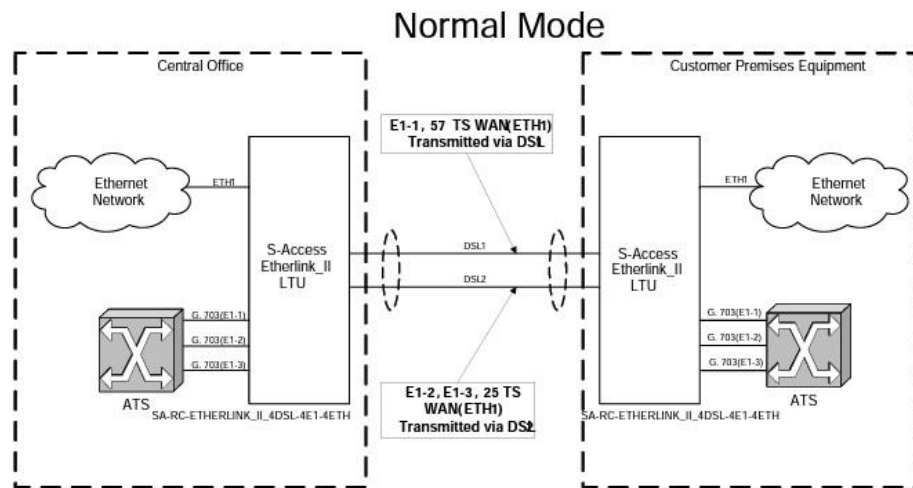 Normal Mode
Central Office
Customer Premises Equipment
E1-1, 57 TS WAN(ETH1)
Transmitted via DSL1
Ethernet
Network
ETH1
S-Access
Etherlink_II
LTU
DSL1
DSL2
S-Access
Etherlink_II
LTU
ETH1
Ethernet
Network
G. 703(E1-1)
G. 703(E1-2)
G. 703(E1-3)
ATS
SA-RC-ETHERLINK_II_4DSL-4E1-4ETH
E1-2, E1-3, 25 TS
WAN(ETH1)
Transmitted via DSL2
G. 703(E1-1)
G. 703(E1-2)
G. 703(E1-3)
ATS
SA-RC-ETHERLINK_II_4DSL-4E1-4ETH